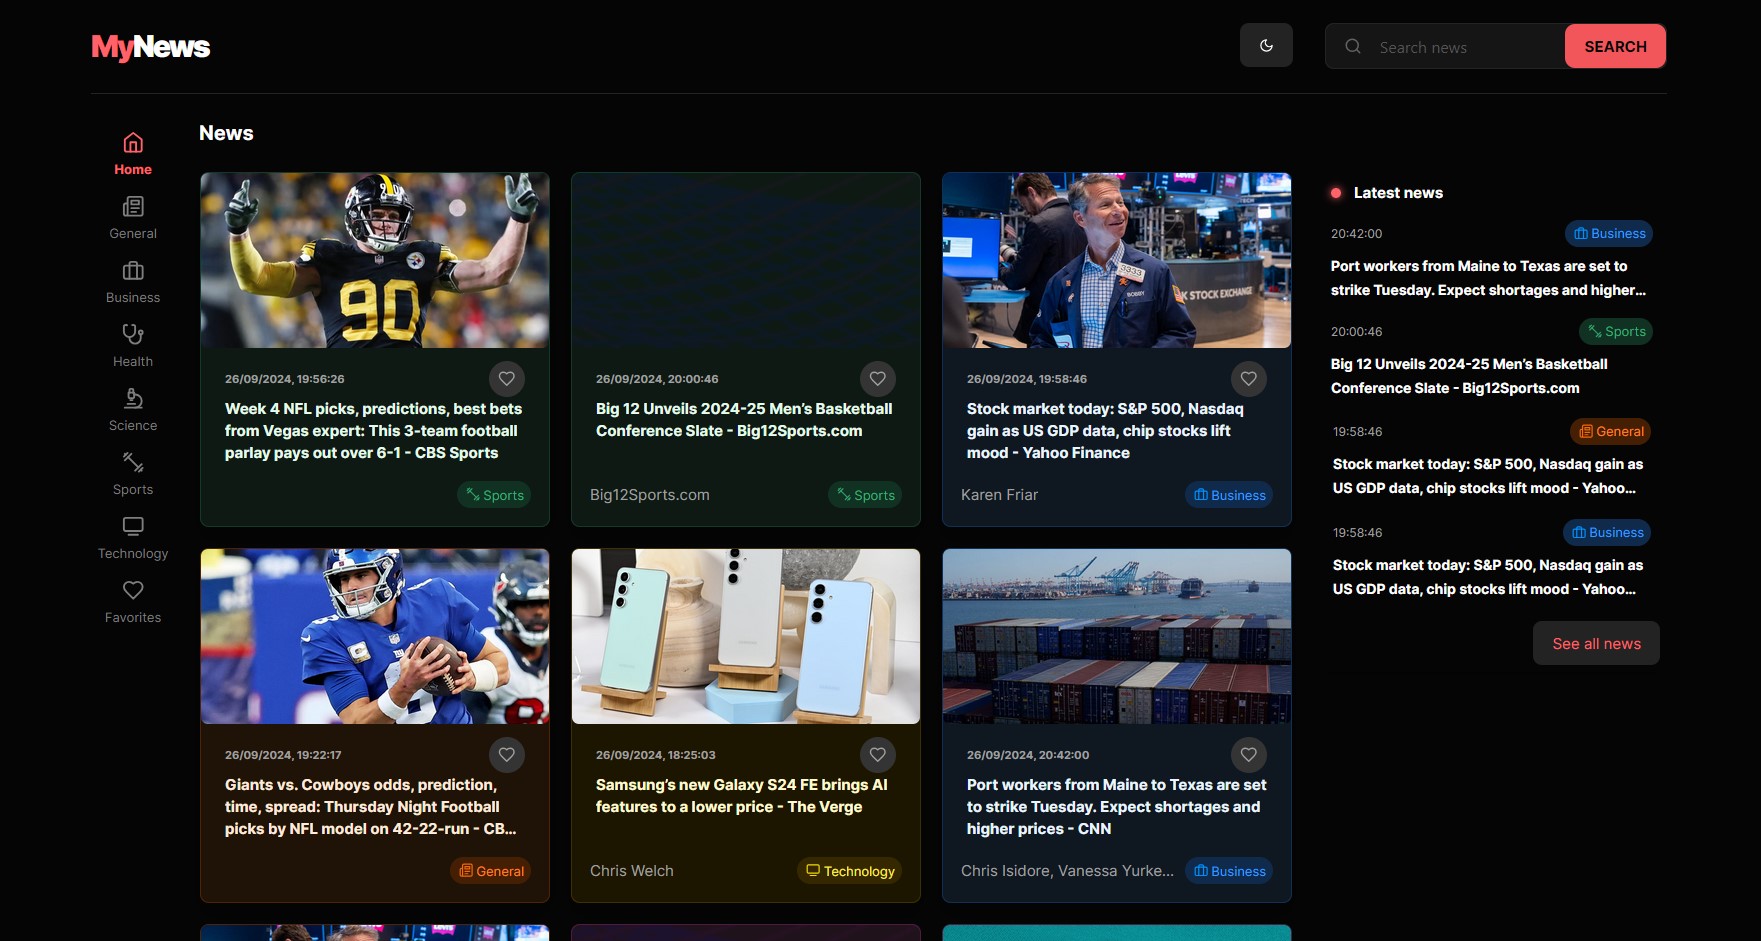 MyNews
Search news
SEARCH
Home
General
Business
Health
Science
Sports
Technology
Favorites
News
90
26/09/2024, 19:56:26
Week 4 NFL picks, predictions, best bets
from Vegas expert: This 3-team football
parlay pays out over 6-1 - CBS Sports
Sports
26/09/2024, 20:00:46
Big 12 Unveils 2024-25 Men’s Basketball
Conference Slate - Big12Sports.com
Big12Sports.com
Sports
3333
BOBBY
K STOCK EXCHANGE
26/09/2024, 19:58:46
Stock market today: S&P 500, Nasdaq
gain as US GDP data, chip stocks lift
mood - Yahoo Finance
Karen Friar
Business
26/09/2024, 19:22:17
Giants vs. Cowboys odds, prediction,
time, spread: Thursday Night Football
picks by NFL model on 42-22-run - CB...
General
26/09/2024, 18:25:03
Samsung’s new Galaxy S24 FE brings AI
features to a lower price - The Verge
Chris Welch
Technology
26/09/2024, 20:42:00
Port workers from Maine to Texas are set
to strike Tuesday. Expect shortages and
higher prices - CNN
Chris Isidore, Vanessa Yurke...
Business
Latest news
20:42:00
Business
Port workers from Maine to Texas are set to
strike Tuesday. Expect shortages and higher...
20:00:46
Sports
Big 12 Unveils 2024-25 Men’s Basketball
Conference Slate - Big12Sports.com
19:58:46
General
Stock market today: S&P 500, Nasdaq gain as
US GDP data, chip stocks lift mood - Yahoo...
19:58:46
Business
Stock market today: S&P 500, Nasdaq gain as
US GDP data, chip stocks lift mood - Yahoo...
See all news